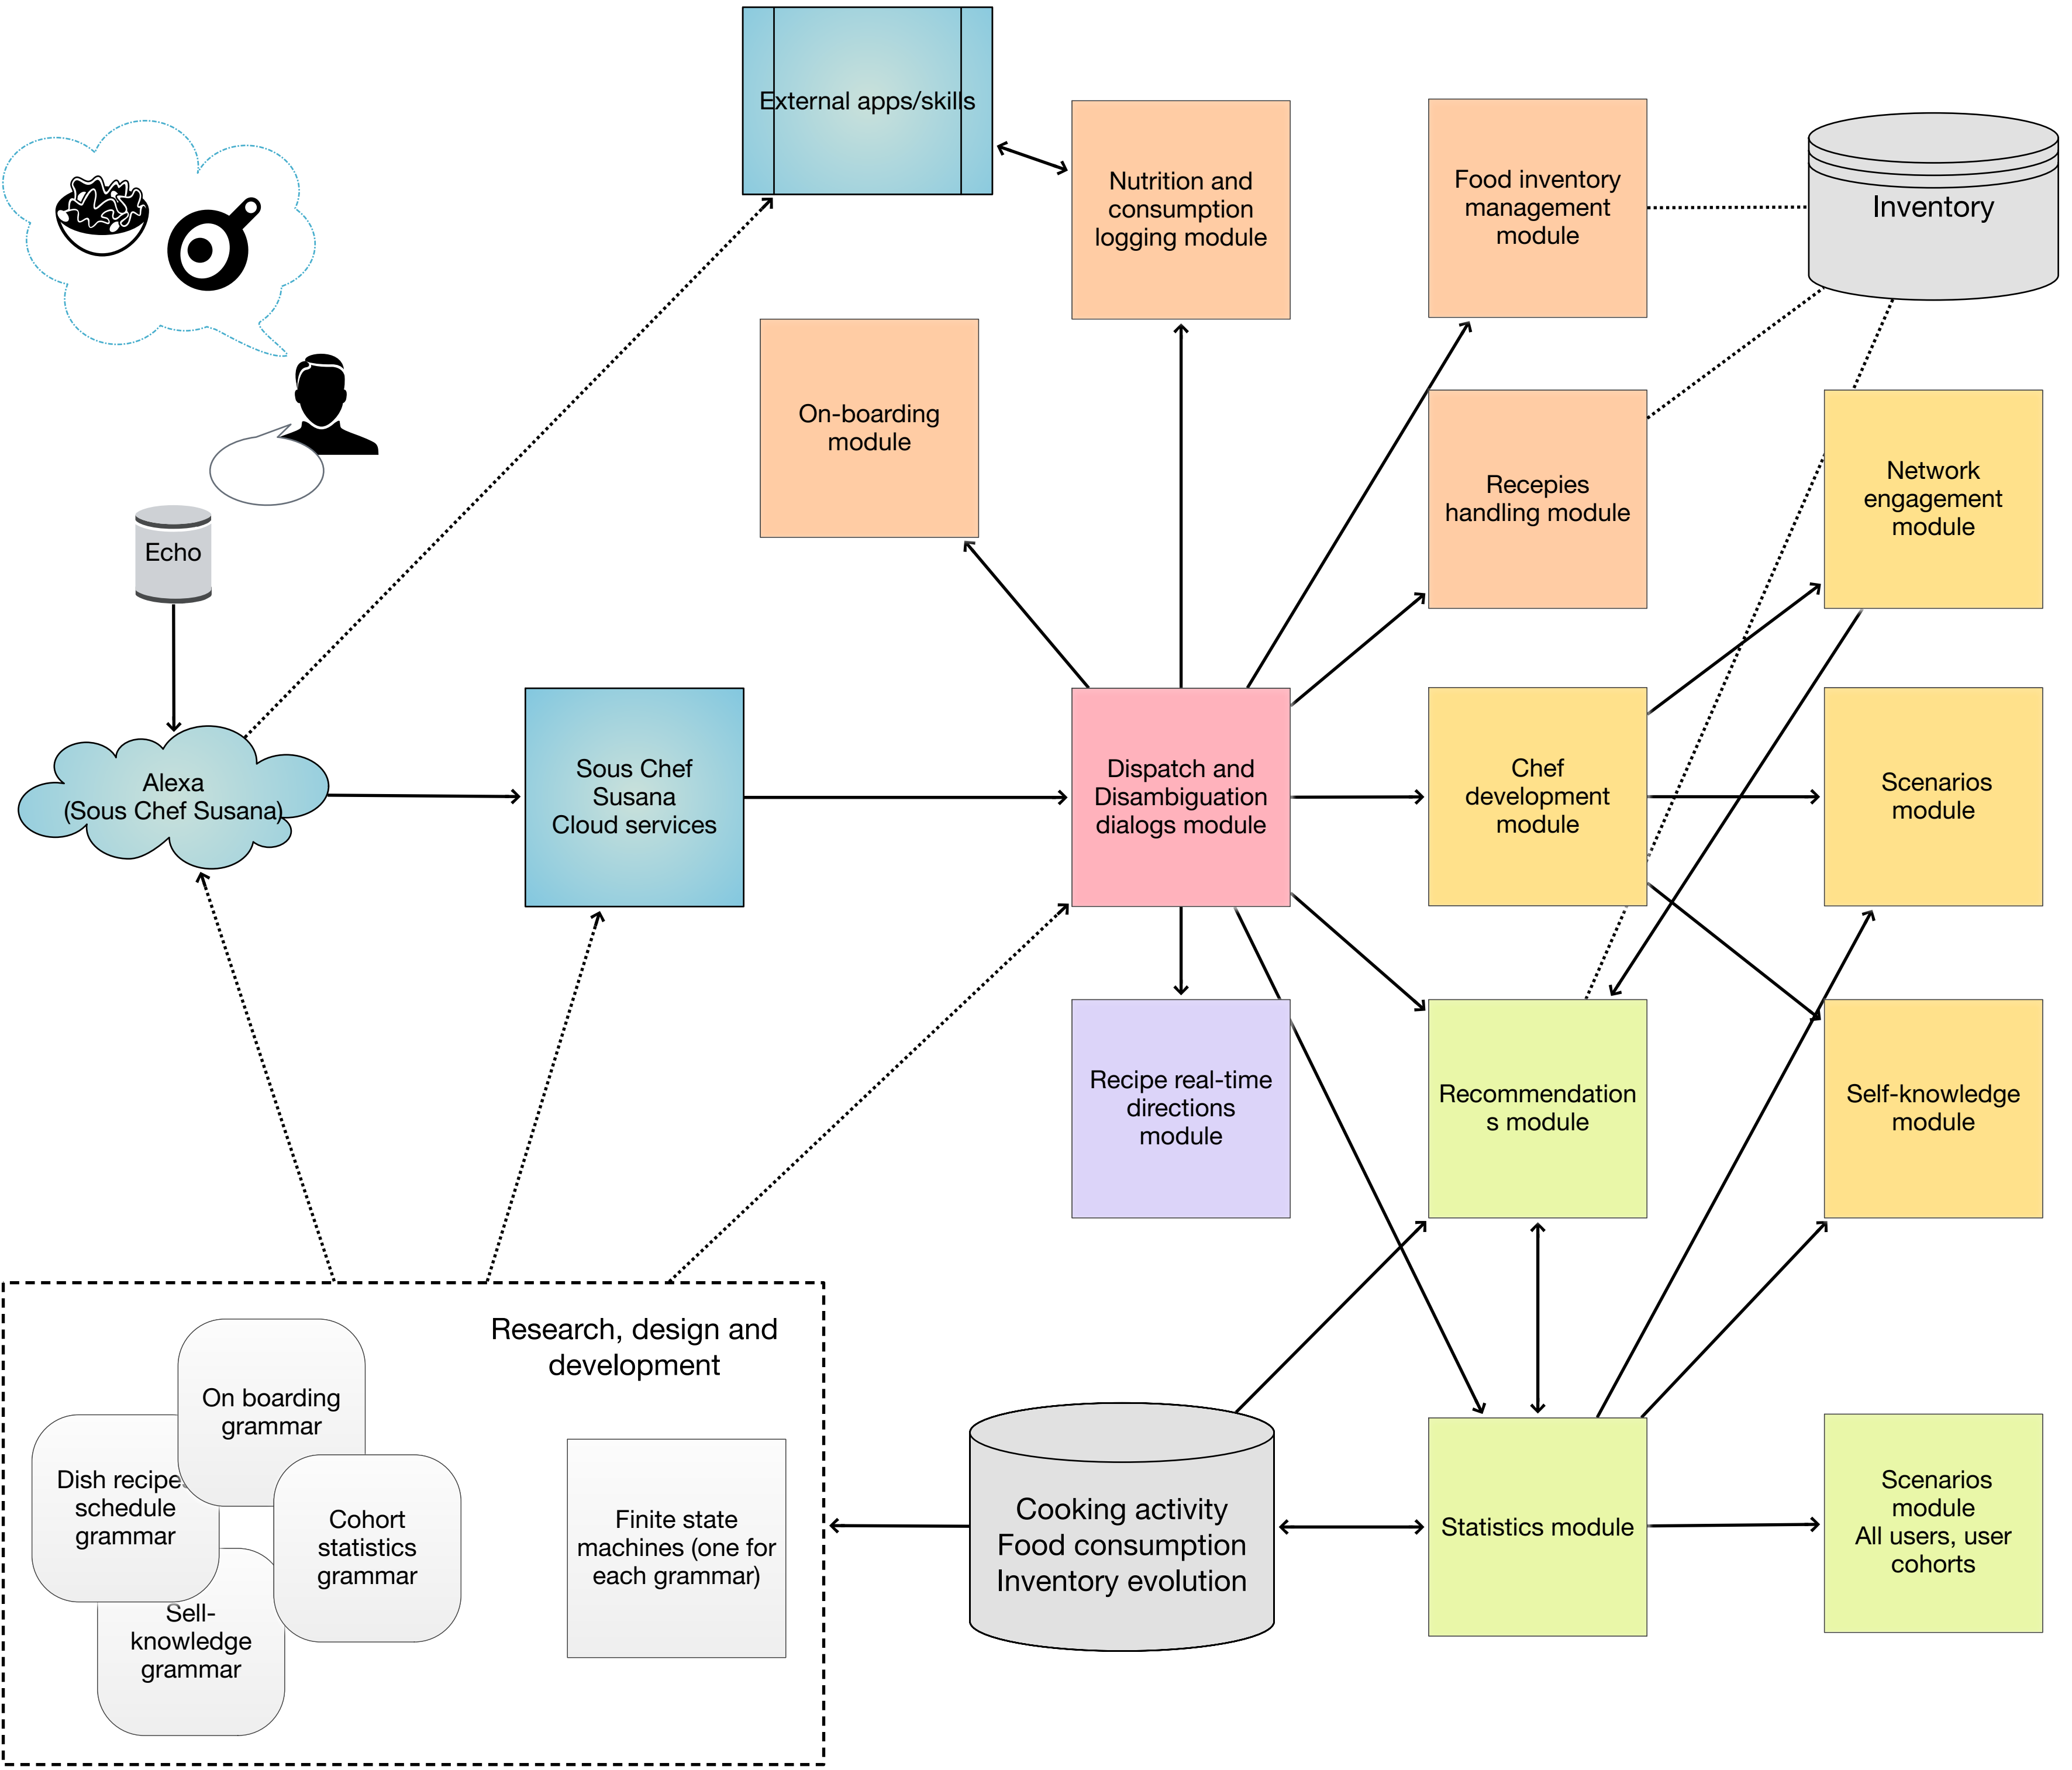 External apps/skills
Nutrition and
consumption
logging module
Food inventory
management
module
Inventory
On-boarding
module
Recepies
handling module
Network
engagement
module
Echo
Alexa
(Sous Chef Susana)
Sous Chef
Susana
Cloud services
Dispatch and
Disambiguation
dialogs module
Chef
development
module
Scenarios
module
Recipe real-time
directions
module
Recommendation
s module
Self-knowledge
module
Research, design and
development
On boarding
grammar
Dish recipe
schedule
grammar
Cohort
statistics
grammar
Sell-
knowledge
grammar
Finite state
machines (one for
each grammar)
Cooking activity
Food consumption
Inventory evolution
Statistics module
Scenarios
module
All users, user
cohorts